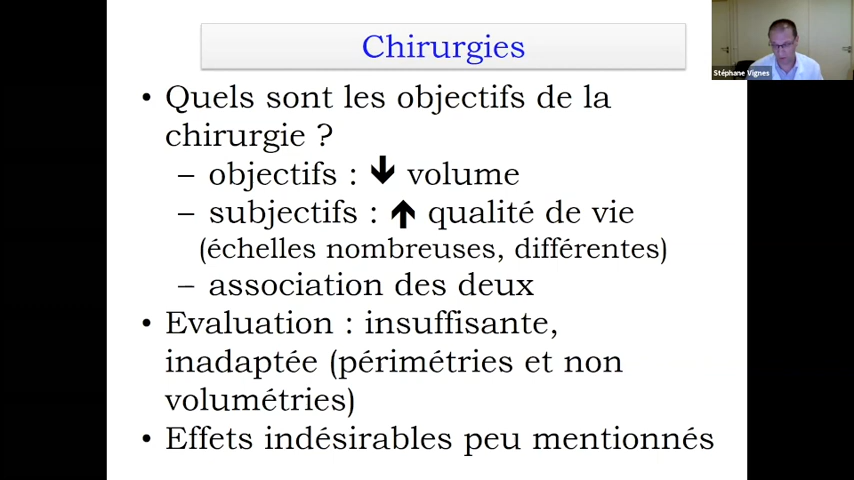 Chirurgies
Stéphane Vignes
• Quels sont les objectifs de la
chirurgie ?
– objectifs : 🡇 volume
– subjectifs : 🡅 qualité de vie
(échelles nombreuses, différentes)
– association des deux
• Evaluation : insuffisante,
inadaptée (périmétries et non
volumétries)
• Effets indésirables peu mentionnés